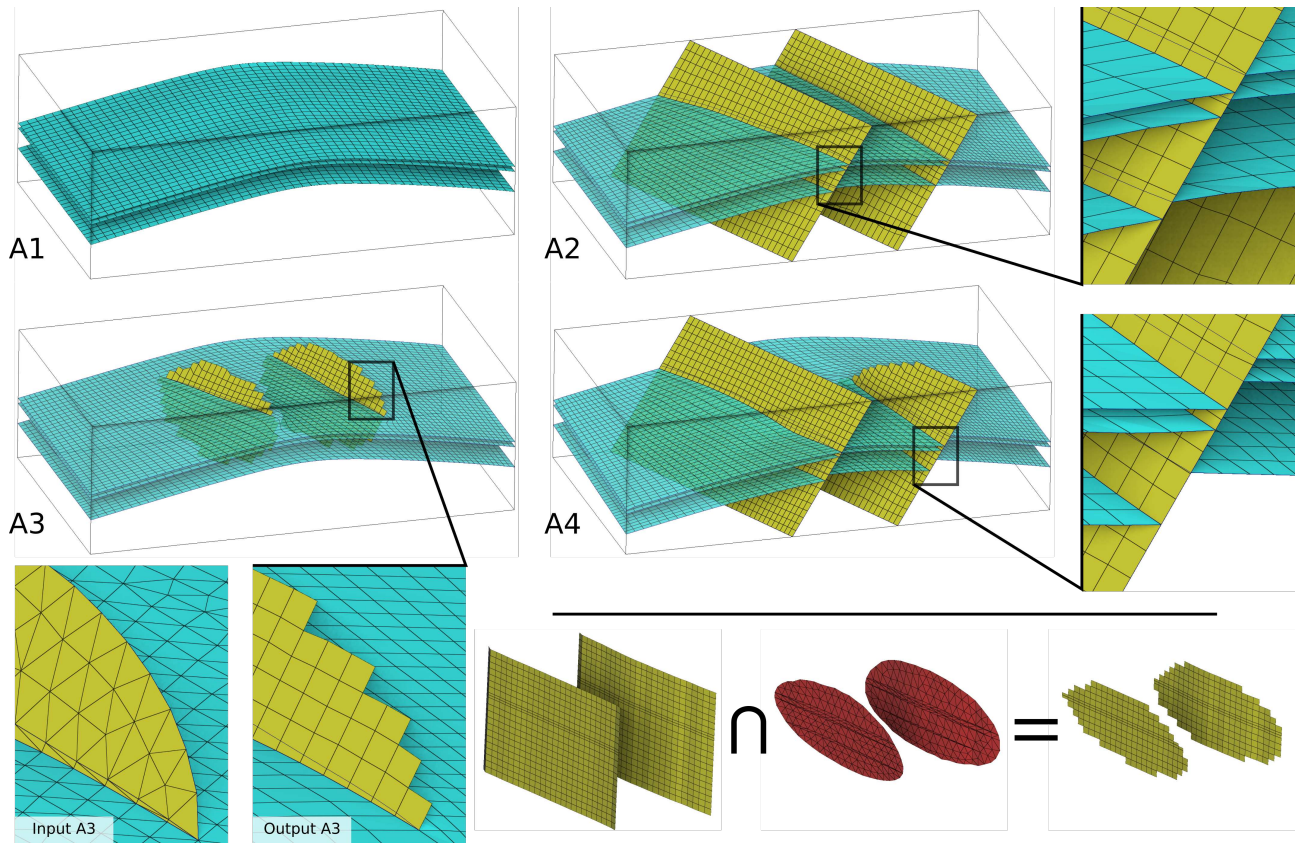 A1
A2
A3
A4
Input A3
Output A3
∩
=